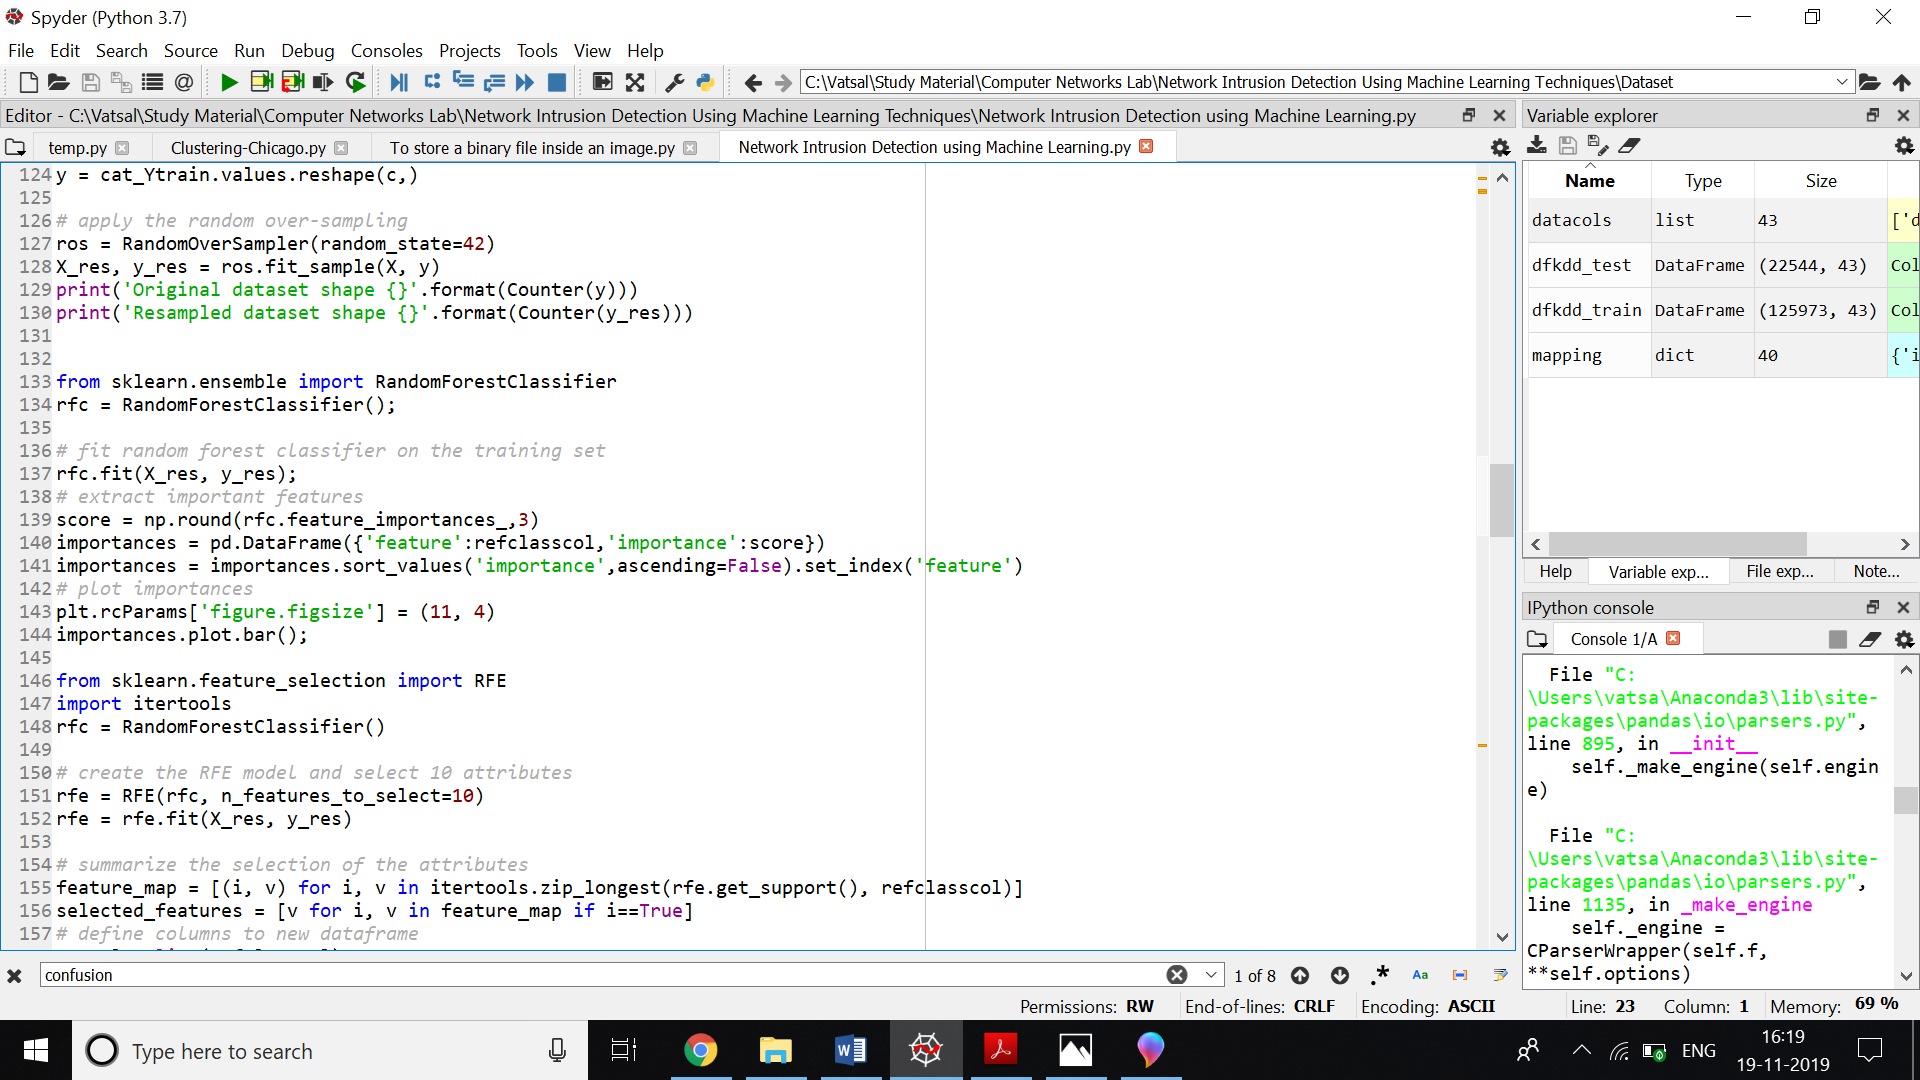 Spyder (Python 3.7)
File Edit Search Source Run Debug Consoles Projects Tools View Help
C:\Vatsal\Study Material\Computer Networks Lab\Network Intrusion Detection Using Machine Learning Techniques\Dataset
Editor - C:\Vatsal\Study Material\Computer Networks Lab\Network Intrusion Detection Using Machine Learning Techniques\Network Intrusion Detection using Machine Learning.py
temp.py Clustering-Chicago.py To store a binary file inside an image.py Network Intrusion Detection using Machine Learning.py
124 y = cat_Ytrain.values.reshape(c,)
125
126 # apply the random over-sampling
127 ros = RandomOverSampler(random_state=42)
128 X_res, y_res = ros.fit_sample(X, y)
129 print('Original dataset shape {}'.format(Counter(y)))
130 print('Resampled dataset shape {}'.format(Counter(y_res)))
131
132
133 from sklearn.ensemble import RandomForestClassifier
134 rfc = RandomForestClassifier();
135
136 # fit random forest classifier on the training set
137 rfc.fit(X_res, y_res);
138 # extract important features
139 score = np.round(rfc.feature_importances_,3)
140 importances = pd.DataFrame({'feature':refclasscol,'importance':score})
141 importances = importances.sort_values('importance',ascending=False).set_index('feature')
142 # plot importances
143 plt.rcParams['figure.figsize'] = (11, 4)
144 importances.plot.bar();
145
146 from sklearn.feature_selection import RFE
147 import itertools
148 rfc = RandomForestClassifier()
149
150 # create the RFE model and select 10 attributes
151 rfe = RFE(rfc, n_features_to_select=10)
152 rfe = rfe.fit(X_res, y_res)
153
154 # summarize the selection of the attributes
155 feature_map = [(i, v) for i, v in itertools.zip_longest(rfe.get_support(), refclasscol)]
156 selected_features = [v for i, v in feature_map if i==True]
157 # define columns to new dataframe
confusion 1 of 8 .* Aa
Variable explorer
Name Type Size
datacols list 43 ['d
dfkdd_test DataFrame (22544, 43) Col
dfkdd_train DataFrame (125973, 43) Col
mapping dict 40 {'i
Help Variable exp... File exp... Note...
IPython console
Console 1/A
File "C:
\Users\vatsa\Anaconda3\lib\site-
packages\pandas\io\parsers.py",
line 895, in __init__
self._make_engine(self.engin
e)
File "C:
\Users\vatsa\Anaconda3\lib\site-
packages\pandas\io\parsers.py",
line 1135, in _make_engine
self._engine =
CParserWrapper(self.f,
**self.options)
Permissions: RW End-of-lines: CRLF Encoding: ASCII Line: 23 Column: 1 Memory: 69 %
Type here to search
ENG
16:19
19-11-2019